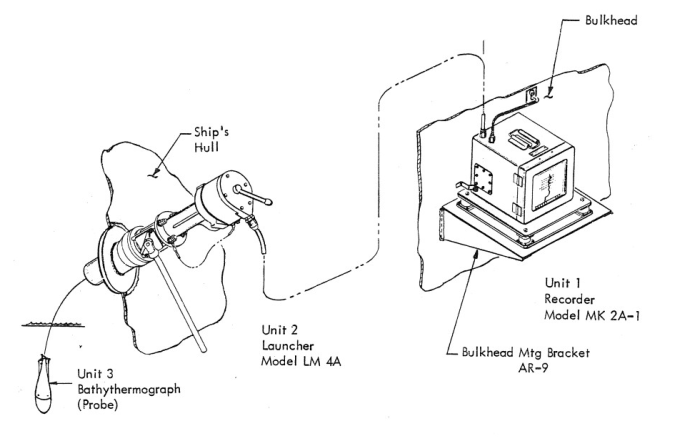 Bulkhead
Ship's
Hull
Unit 1
Recorder
Model MK 2A-1
Unit 2
Launcher
Model LM 4A
Bulkhead Mtg Bracket
AR-9
Unit 3
Bathythermograph
(Probe)